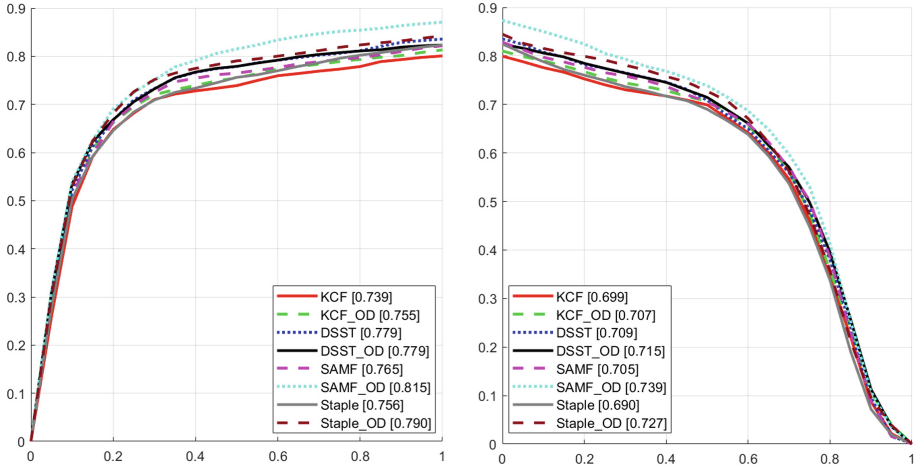 0.9
0.8
0.7
0.6
0.5
0.4
0.3
0.2
0.1
0
0 0.2 0.4 0.6 0.8 1
KCF [0.739]
KCF_OD [0.755]
DSST [0.779]
DSST_OD [0.779]
SAMF [0.765]
SAMF_OD [0.815]
Staple [0.756]
Staple_OD [0.790]
0.9
0.8
0.7
0.6
0.5
0.4
0.3
0.2
0.1
0
0 0.2 0.4 0.6 0.8 1
KCF [0.699]
KCF_OD [0.707]
DSST [0.709]
DSST_OD [0.715]
SAMF [0.705]
SAMF_OD [0.739]
Staple [0.690]
Staple_OD [0.727]